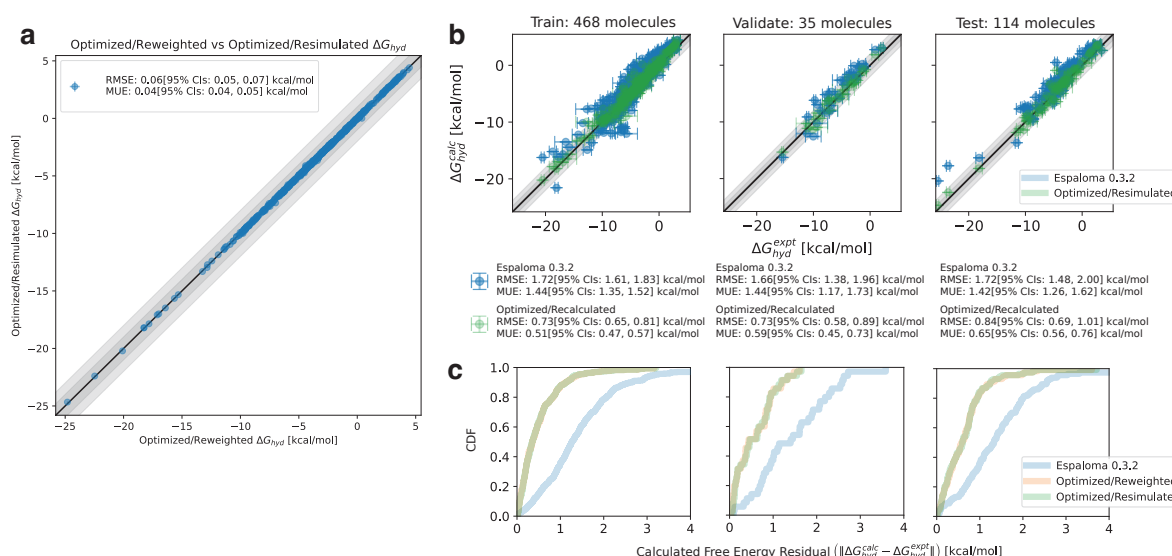 a
Optimized/Reweighted vs Optimized/Resimulated ΔG_hyd
RMSE: 0.06[95% CIs: 0.05, 0.07] kcal/mol
MUE: 0.04[95% CIs: 0.04, 0.05] kcal/mol
5
0
−5
−10
−15
−20
−25
Optimized/Resimulated ΔG_hyd [kcal/mol]
−25 −20 −15 −10 −5 0 5
Optimized/Reweighted ΔG_hyd [kcal/mol]
b
Train: 468 molecules
Validate: 35 molecules
Test: 114 molecules
0
−10
−20
ΔG_hyd^calc [kcal/mol]
−20 −10 0
−20 −10 0
−20 −10 0
Espaloma 0.3.2
Optimized/Resimulated
ΔG_hyd^expt [kcal/mol]
Espaloma 0.3.2
RMSE: 1.72[95% CIs: 1.61, 1.83] kcal/mol
MUE: 1.44[95% CIs: 1.35, 1.52] kcal/mol
Optimized/Recalculated
RMSE: 0.73[95% CIs: 0.65, 0.81] kcal/mol
MUE: 0.51[95% CIs: 0.47, 0.57] kcal/mol
Espaloma 0.3.2
RMSE: 1.66[95% CIs: 1.38, 1.96] kcal/mol
MUE: 1.44[95% CIs: 1.17, 1.73] kcal/mol
Optimized/Recalculated
RMSE: 0.73[95% CIs: 0.58, 0.89] kcal/mol
MUE: 0.59[95% CIs: 0.45, 0.73] kcal/mol
Espaloma 0.3.2
RMSE: 1.72[95% CIs: 1.48, 2.00] kcal/mol
MUE: 1.42[95% CIs: 1.26, 1.62] kcal/mol
Optimized/Recalculated
RMSE: 0.84[95% CIs: 0.69, 1.01] kcal/mol
MUE: 0.65[95% CIs: 0.56, 0.76] kcal/mol
c
1.0
0.8
0.6
0.4
0.2
0.0
CDF
0 1 2 3 4
0 1 2 3 4
0 1 2 3 4
Espaloma 0.3.2
Optimized/Reweighted
Optimized/Resimulated
Calculated Free Energy Residual (‖ΔG_hyd^calc − ΔG_hyd^expt‖) [kcal/mol]